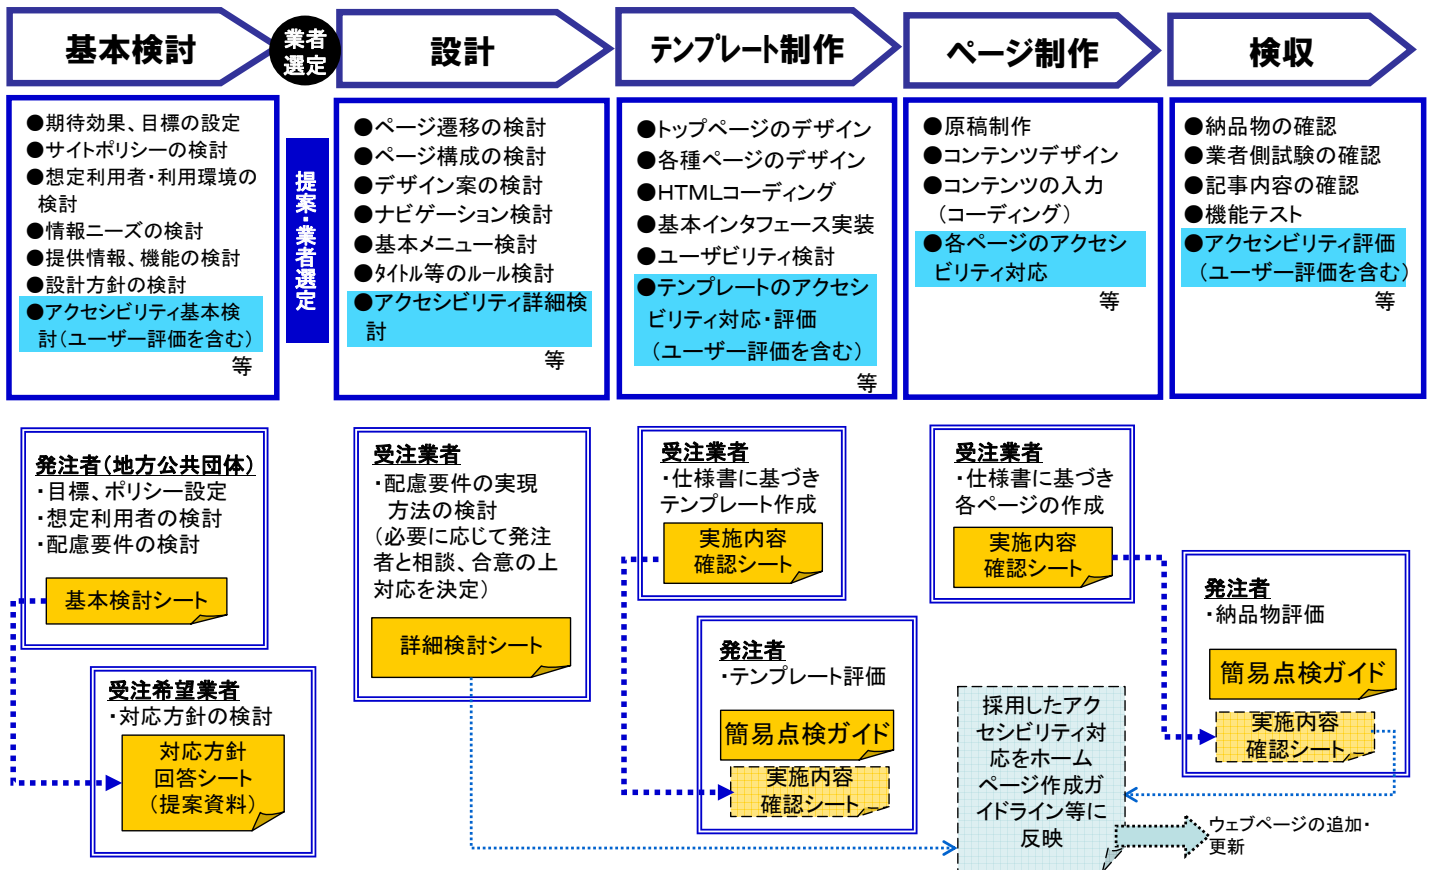 基本検討
業者
選定
設計
テンプレート制作
ページ制作
検収
●期待効果、目標の設定
●サイトポリシーの検討
●想定利用者・利用環境の
検討
●情報ニーズの検討
●提供情報、機能の検討
●設計方針の検討
●アクセシビリティ基本検
討(ユーザー評価を含む)
等
提案・業者選定
●ページ遷移の検討
●ページ構成の検討
●デザイン案の検討
●ナビゲーション検討
●基本メニュー検討
●タイトル等のルール検討
●アクセシビリティ詳細検
討
等
●トップページのデザイン
●各種ページのデザイン
●HTMLコーディング
●基本インタフェース実装
●ユーザビリティ検討
●テンプレートのアクセシ
ビリティ対応・評価
(ユーザー評価を含む)
等
●原稿制作
●コンテンツデザイン
●コンテンツの入力
(コーディング)
●各ページのアクセシ
ビリティ対応
等
●納品物の確認
●業者側試験の確認
●記事内容の確認
●機能テスト
●アクセシビリティ評価
(ユーザー評価を含む)
等
発注者(地方公共団体)
・目標、ポリシー設定
・想定利用者の検討
・配慮要件の検討
基本検討シート
受注希望業者
・対応方針の検討
対応方針
回答シート
(提案資料)
受注業者
・配慮要件の実現
方法の検討
(必要に応じて発注
者と相談、合意の上
対応を決定)
詳細検討シート
受注業者
・仕様書に基づき
テンプレート作成
実施内容
確認シート
発注者
・テンプレート評価
簡易点検ガイド
実施内容
確認シート
受注業者
・仕様書に基づき
各ページの作成
実施内容
確認シート
発注者
・納品物評価
簡易点検ガイド
実施内容
確認シート
採用したアク
セシビリティ対
応をホーム
ページ作成ガ
イドライン等に
反映
ウェブページの追加・
更新